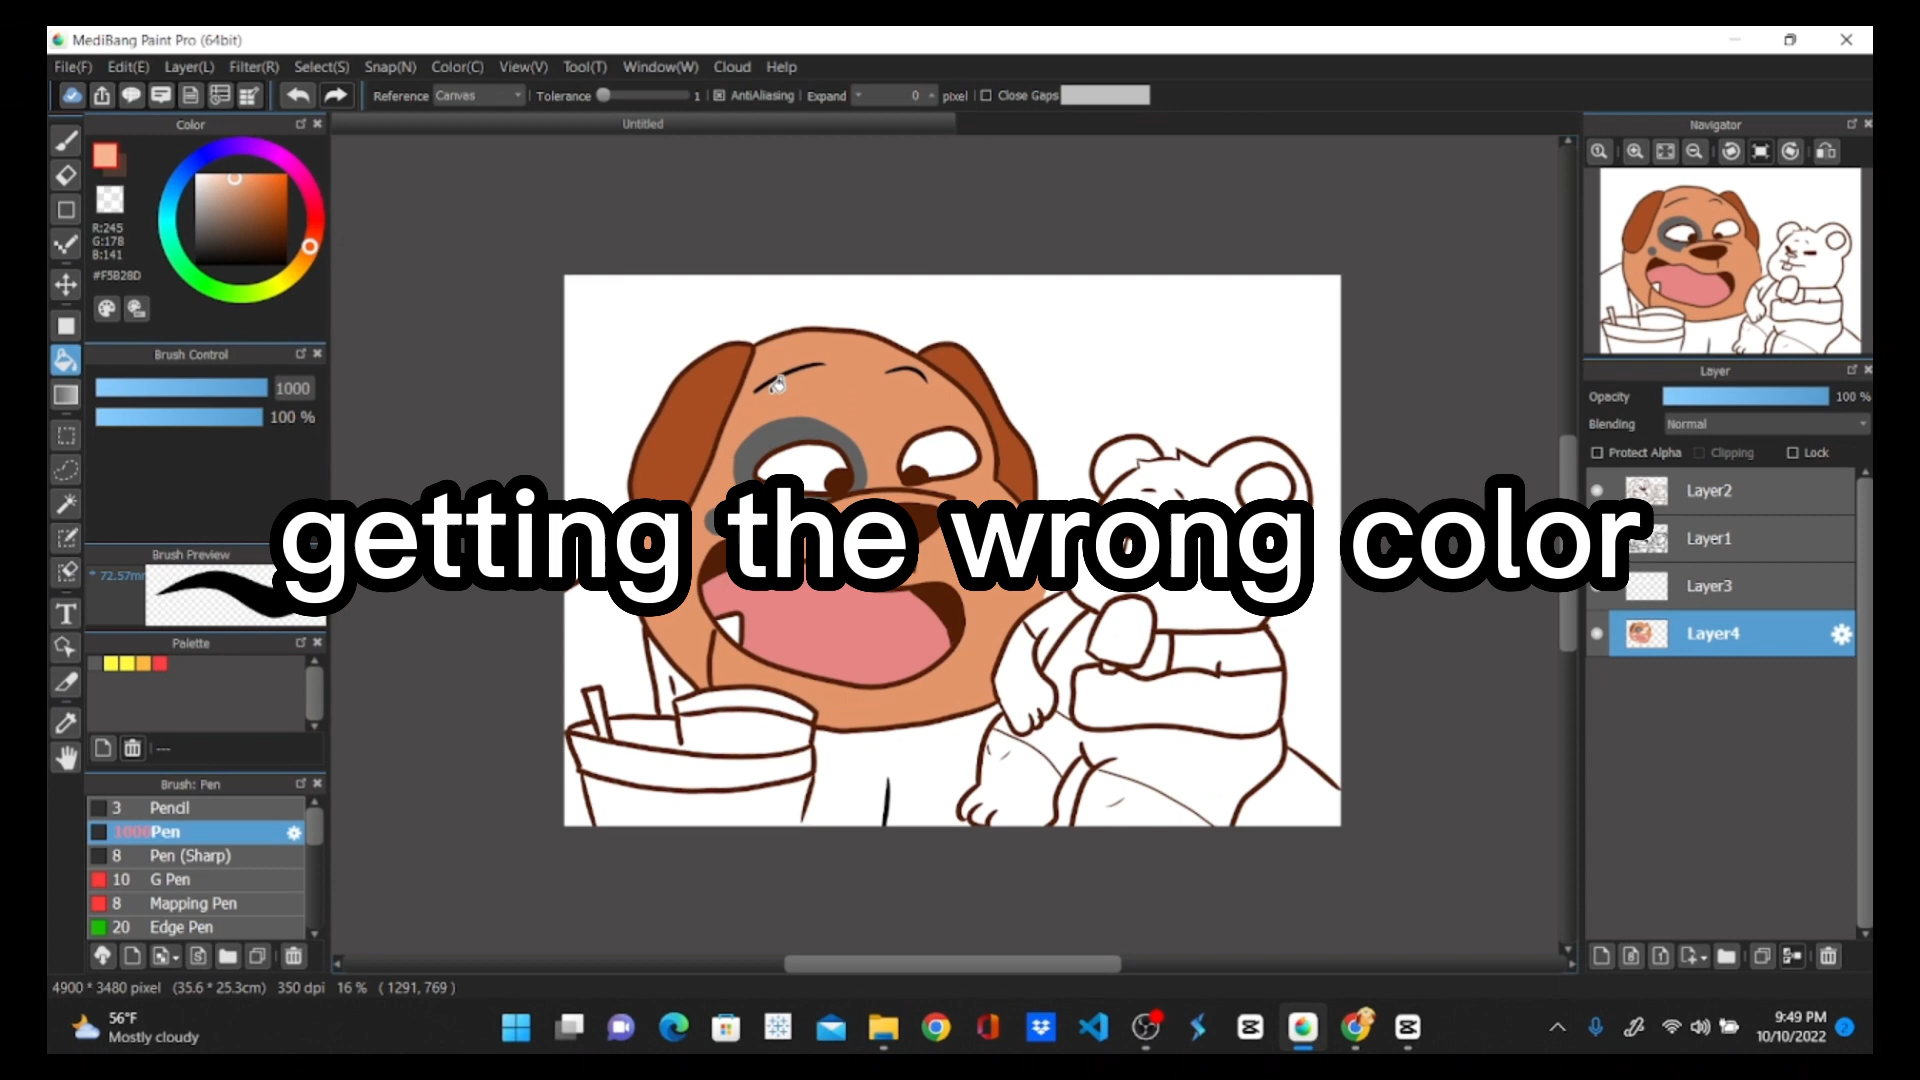 MediBang Paint Pro (64bit)
File(F) Edit(E) Layer(L) Filter(R) Select(S) Snap(N) Color(C) View(V) Tool(T) Window(W) Cloud Help
Reference Canvas Tolerance 1 AntiAliasing Expand 0 pixel Close Gaps
Color
Untitled
Navigator
R:245
G:178
B:141
#F5B28D
Brush Control
1000
100 %
Layer
Opacity 100 %
Blending Normal
Protect Alpha Clipping Lock
Layer2
getting the wrong color
Layer1
Brush Preview
* 72.57m
Layer3
Palette
Layer4
---
Brush: Pen
3 Pencil
1000 Pen
8 Pen (Sharp)
10 G Pen
8 Mapping Pen
20 Edge Pen
4900 * 3480 pixel (35.6 * 25.3cm) 350 dpi 16 % ( 1291, 769 )
56°F
Mostly cloudy
9:49 PM
10/10/2022
2